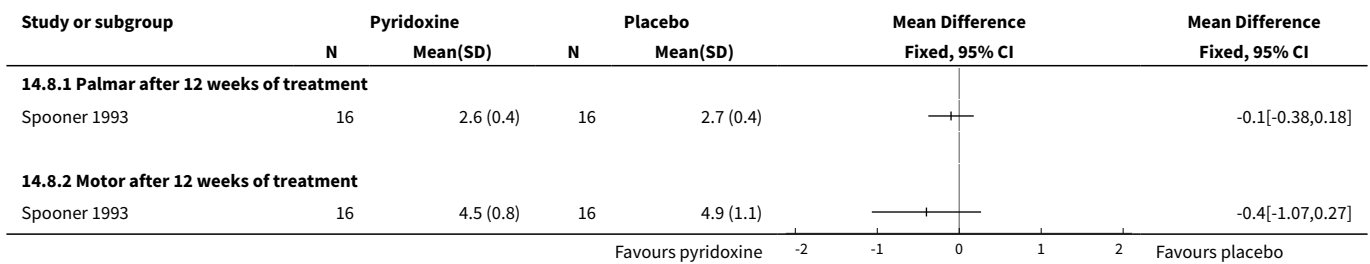 Study or subgroup Pyridoxine Placebo Mean Difference Mean Difference
N Mean(SD) N Mean(SD) Fixed, 95% CI Fixed, 95% CI
14.8.1 Palmar after 12 weeks of treatment
Spooner 1993 16 2.6 (0.4) 16 2.7 (0.4) -0.1[-0.38,0.18]
14.8.2 Motor after 12 weeks of treatment
Spooner 1993 16 4.5 (0.8) 16 4.9 (1.1) -0.4[-1.07,0.27]
Favours pyridoxine -2 -1 0 1 2 Favours placebo